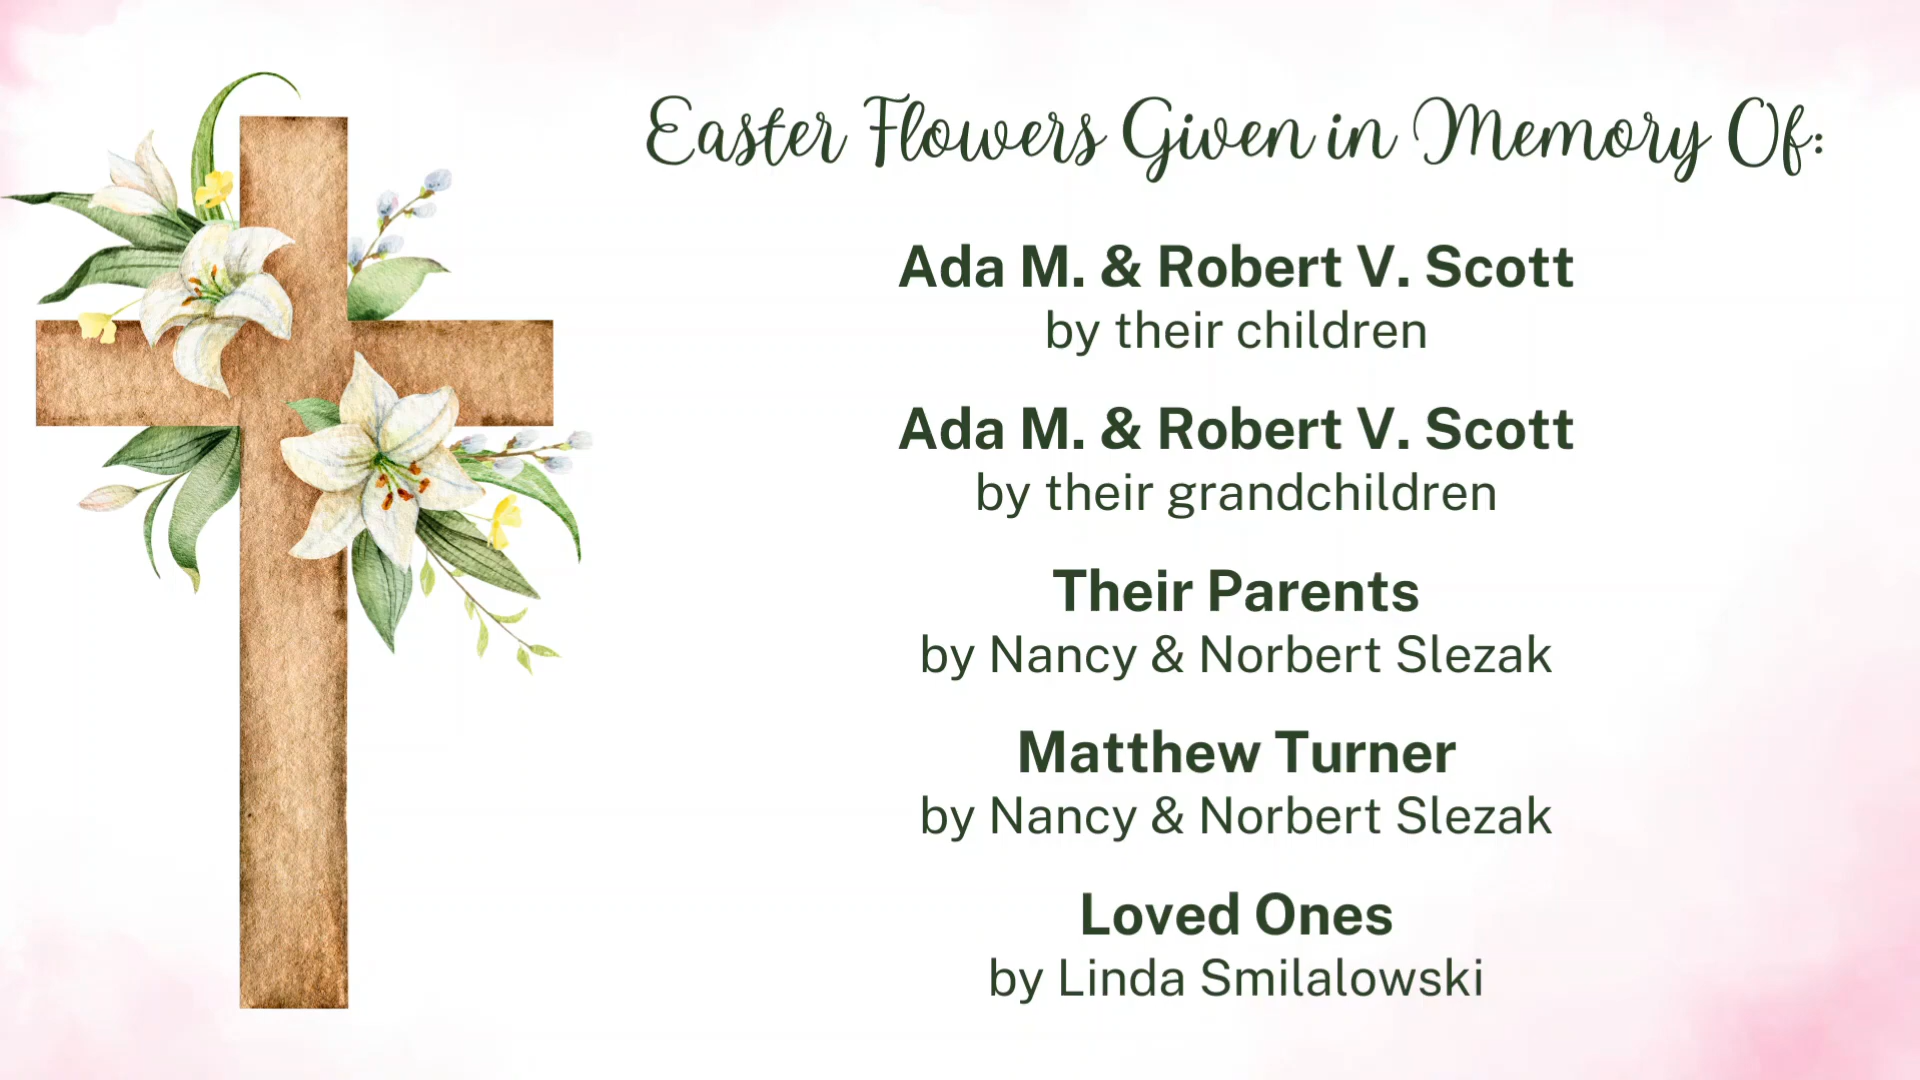 Easter Flowers Given in Memory Of:
Ada M. & Robert V. Scott
by their children
Ada M. & Robert V. Scott
by their grandchildren
Their Parents
by Nancy & Norbert Slezak
Matthew Turner
by Nancy & Norbert Slezak
Loved Ones
by Linda Smilalowski